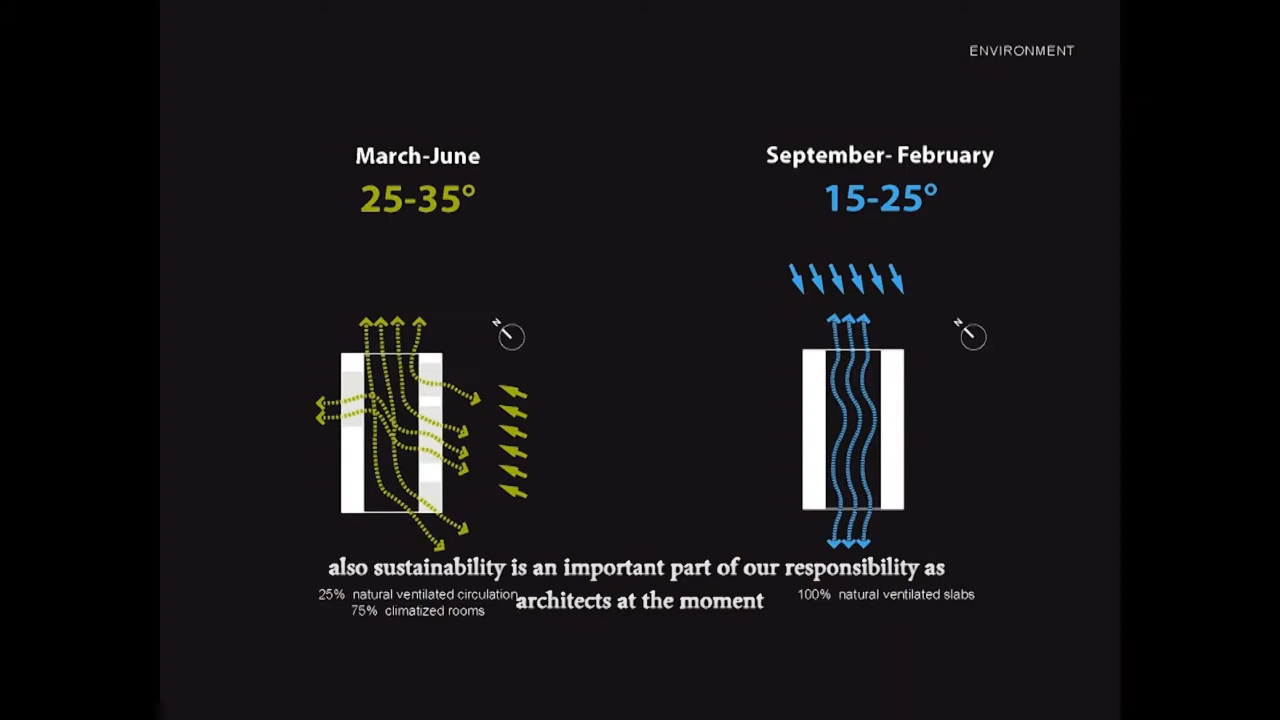 ENVIRONMENT
March-June
25-35°
September- February
15-25°
N
N
also sustainability is an important part of our responsibility as
architects at the moment
25% natural ventilated circulation
75% climatized rooms
100% natural ventilated slabs